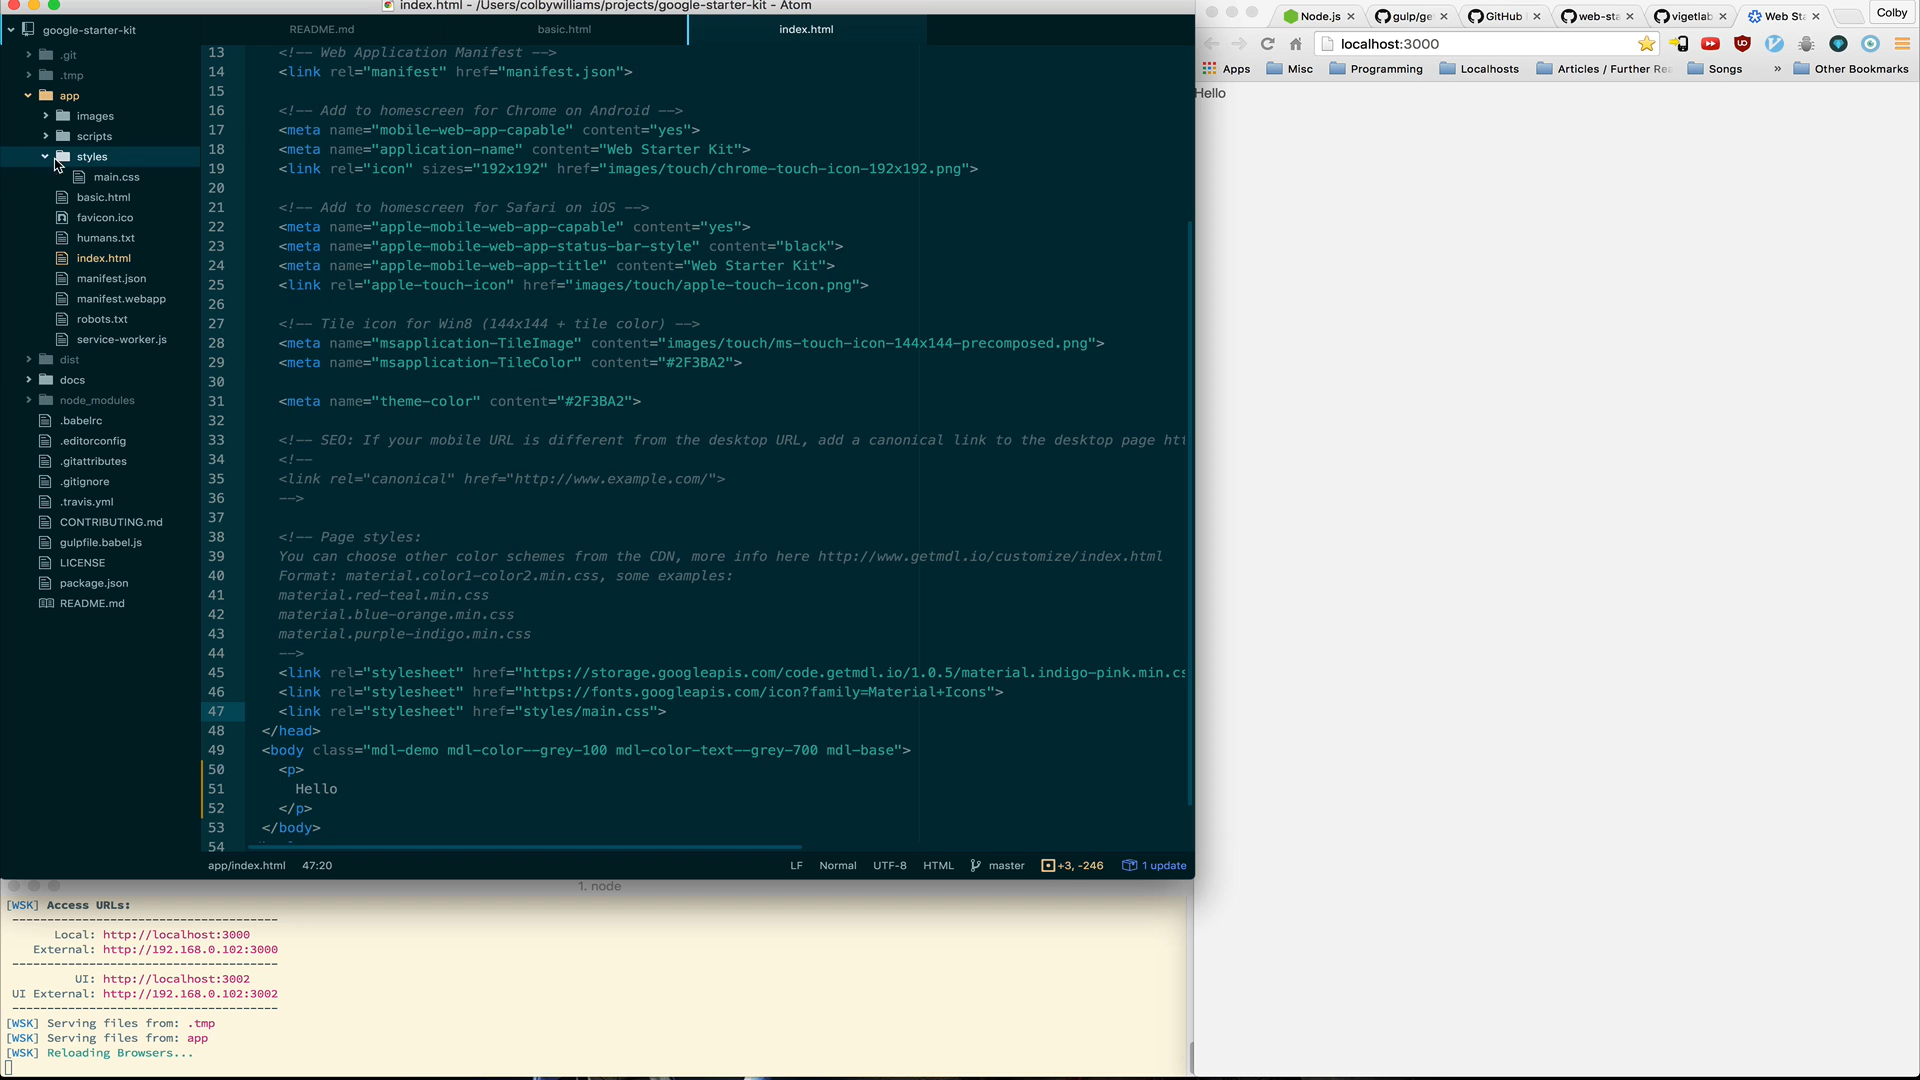 index.html - /Users/colbywilliams/projects/google-starter-kit - Atom
google-starter-kit
.git
.tmp
app
images
scripts
styles
main.css
basic.html
favicon.ico
humans.txt
index.html
manifest.json
manifest.webapp
robots.txt
service-worker.js
dist
docs
node_modules
.babelrc
.editorconfig
.gitattributes
.gitignore
.travis.yml
CONTRIBUTING.md
gulpfile.babel.js
LICENSE
package.json
README.md
README.md basic.html index.html
13 <!-- Web Application Manifest -->
14 <link rel="manifest" href="manifest.json">
15
16 <!-- Add to homescreen for Chrome on Android -->
17 <meta name="mobile-web-app-capable" content="yes">
18 <meta name="application-name" content="Web Starter Kit">
19 <link rel="icon" sizes="192x192" href="images/touch/chrome-touch-icon-192x192.png">
20
21 <!-- Add to homescreen for Safari on iOS -->
22 <meta name="apple-mobile-web-app-capable" content="yes">
23 <meta name="apple-mobile-web-app-status-bar-style" content="black">
24 <meta name="apple-mobile-web-app-title" content="Web Starter Kit">
25 <link rel="apple-touch-icon" href="images/touch/apple-touch-icon.png">
26
27 <!-- Tile icon for Win8 (144x144 + tile color) -->
28 <meta name="msapplication-TileImage" content="images/touch/ms-touch-icon-144x144-precomposed.png">
29 <meta name="msapplication-TileColor" content="#2F3BA2">
30
31 <meta name="theme-color" content="#2F3BA2">
32
33 <!-- SEO: If your mobile URL is different from the desktop URL, add a canonical link to the desktop page htt
34 <!--
35 <link rel="canonical" href="http://www.example.com/">
36 -->
37
38 <!-- Page styles:
39 You can choose other color schemes from the CDN, more info here http://www.getmdl.io/customize/index.html
40 Format: material.color1-color2.min.css, some examples:
41 material.red-teal.min.css
42 material.blue-orange.min.css
43 material.purple-indigo.min.css
44 -->
45 <link rel="stylesheet" href="https://storage.googleapis.com/code.getmdl.io/1.0.5/material.indigo-pink.min.cs
46 <link rel="stylesheet" href="https://fonts.googleapis.com/icon?family=Material+Icons">
47 <link rel="stylesheet" href="styles/main.css">
48 </head>
49 <body class="mdl-demo mdl-color--grey-100 mdl-color-text--grey-700 mdl-base">
50 <p>
51 Hello
52 </p>
53 </body>
54
app/index.html 47:20 LF Normal UTF-8 HTML master +3, -246 1 update
1. node
[WSK] Access URLs:
--------------------------------------
Local: http://localhost:3000
External: http://192.168.0.102:3000
--------------------------------------
UI: http://localhost:3002
UI External: http://192.168.0.102:3002
--------------------------------------
[WSK] Serving files from: .tmp
[WSK] Serving files from: app
[WSK] Reloading Browsers...
Node.js gulp/ge GitHub web-sta vigetlab Web Sta Colby
localhost:3000
Apps Misc Programming Localhosts Articles / Further Rea Songs » Other Bookmarks
Hello